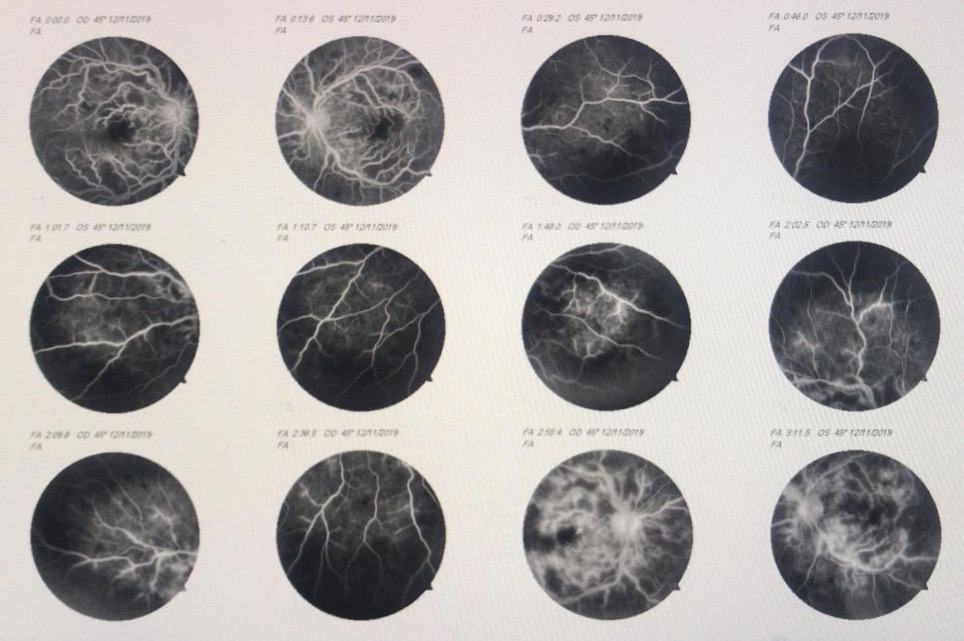 FA 0:00.0 OD 45° 12/11/2019
FA
FA 0:13.6 OS 45° 12/11/2019
FA
FA 0:29.2 OD 45° 12/11/2019
FA
FA 0:46.0 OS 45° 12/11/2019
FA
FA 1:01.7 OD 45° 12/11/2019
FA
FA 1:10.7 OS 45° 12/11/2019
FA
FA 1:48.0 OD 45° 12/11/2019
FA
FA 2:02.5 OD 45° 12/11/2019
FA
FA 2:09.8 OD 45° 12/11/2019
FA
FA 2:36.5 OD 45° 12/11/2019
FA
FA 2:55.4 OD 45° 12/11/2019
FA
FA 3:11.5 OS 45° 12/11/2019
FA